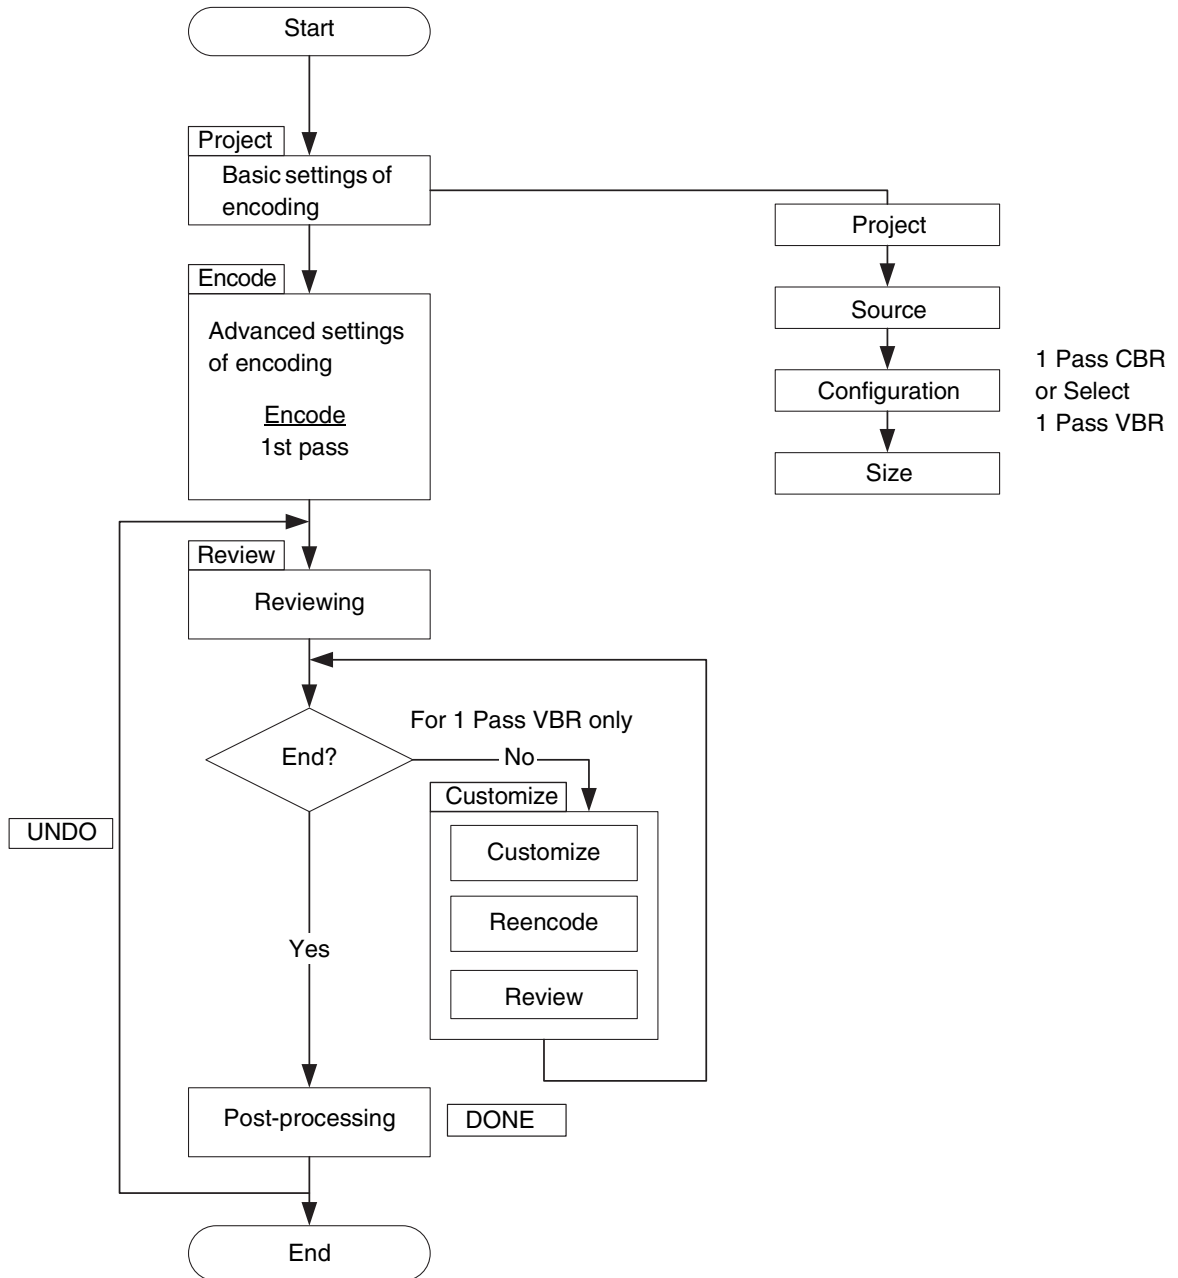 Start
Project
Basic settings of
encoding
Project
Encode
Source
Advanced settings
of encoding
Encode
1st pass
1 Pass CBR
or Select
1 Pass VBR
Configuration
Size
Review
Reviewing
For 1 Pass VBR only
End?
No
Customize
UNDO
Customize
Reencode
Yes
Review
Post-processing
DONE
End